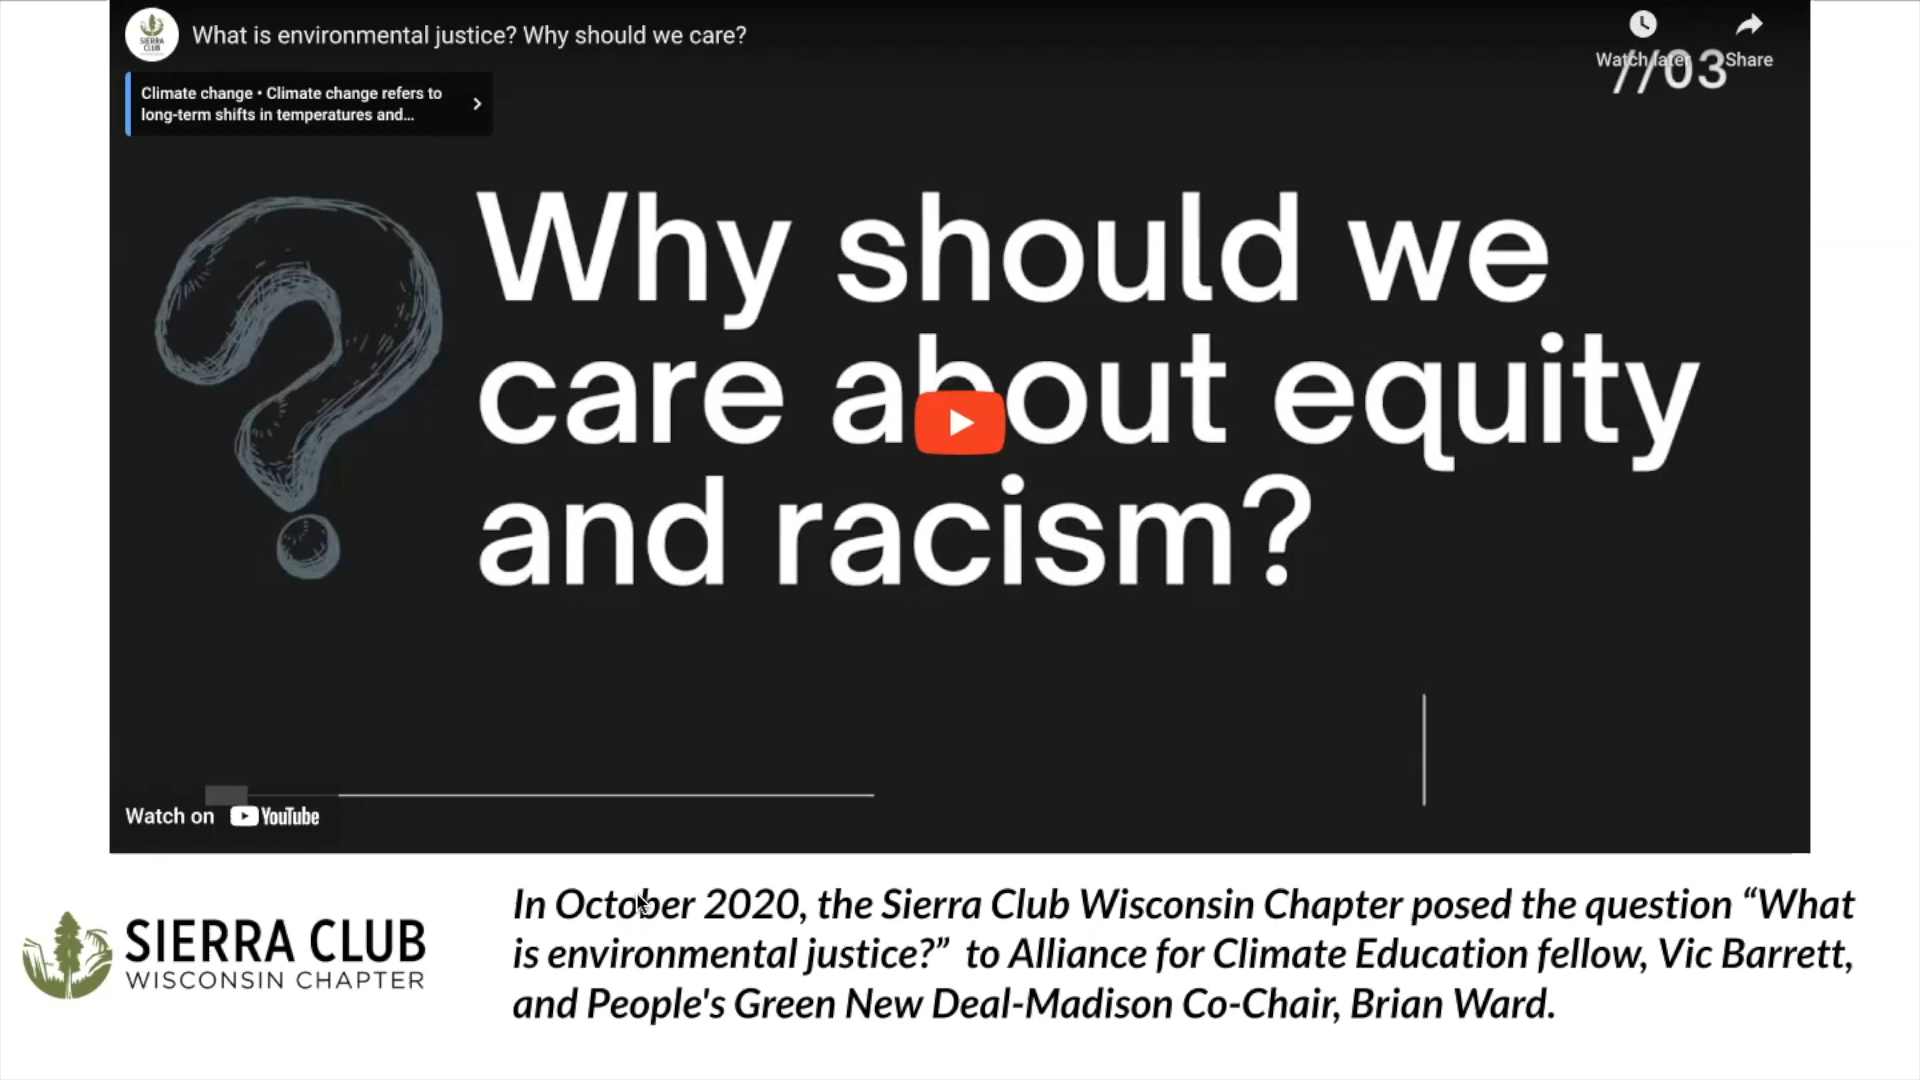 SIERRA
CLUB
What is environmental justice? Why should we care?
Watch later
Share
//03
Climate change • Climate change refers to
long-term shifts in temperatures and...
Why should we
care about equity
and racism?
Watch on YouTube
SIERRA CLUB
WISCONSIN CHAPTER
In October 2020, the Sierra Club Wisconsin Chapter posed the question “What
is environmental justice?” to Alliance for Climate Education fellow, Vic Barrett,
and People's Green New Deal-Madison Co-Chair, Brian Ward.